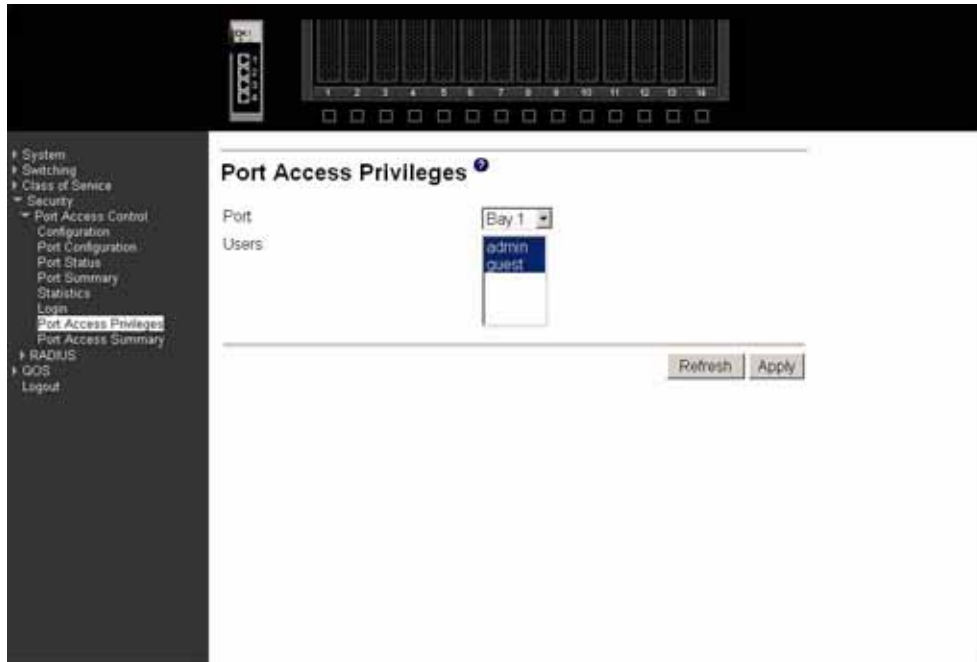 1 2 3 4 5 6 7 8 9 10 11 12 13 14
System
Switching
Class of Service
Security
Port Access Control
Configuration
Port Configuration
Port Status
Port Summary
Statistics
Login
Port Access Privileges
Port Access Summary
RADIUS
QOS
Logout
Port Access Privileges ?
Port
Bay 1
Users
admin
guest
Refresh
Apply